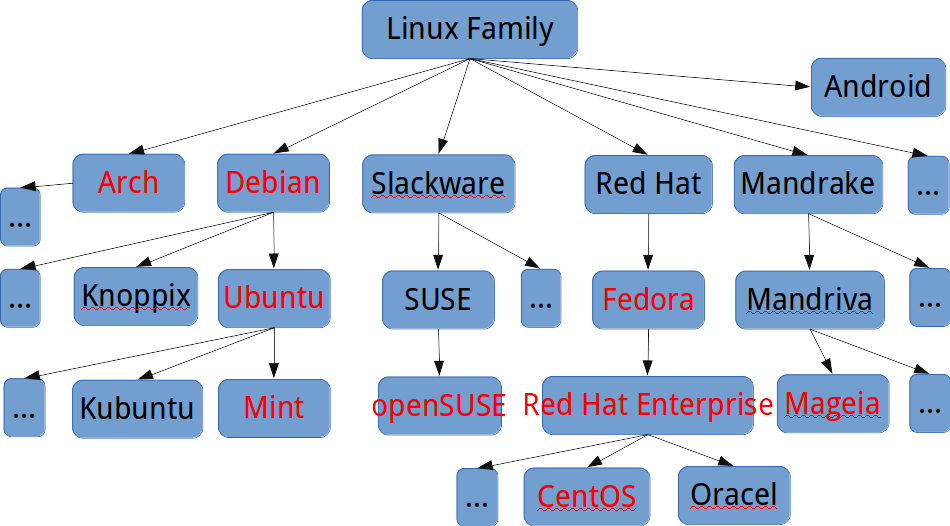 Linux Family
Android
Arch
Debian
Slackware
Red Hat
Mandrake
...
...
...
Knoppix
Ubuntu
SUSE
...
Fedora
Mandriva
...
...
Kubuntu
Mint
openSUSE
Red Hat Enterprise
Mageia
...
...
CentOS
Oracel